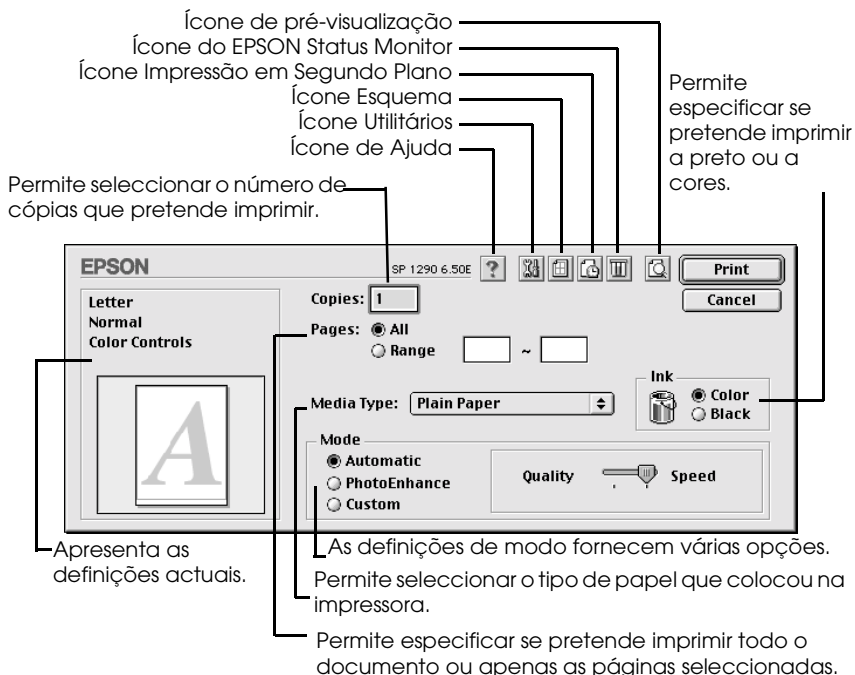 Ícone de pré-visualização
Ícone do EPSON Status Monitor
Ícone Impressão em Segundo Plano
Ícone Esquema
Ícone Utilitários
Ícone de Ajuda
Permite
especificar se
pretende imprimir
a preto ou a
cores.
Permite seleccionar o número de
cópias que pretende imprimir.
EPSON
SP 1290 6.50E
?
Print
Cancel
Letter
Normal
Color Controls
A
Copies: 1
Pages: All
Range ~
Media Type: Plain Paper
Ink
Color
Black
Mode
Automatic
PhotoEnhance
Custom
Quality Speed
Apresenta as
definições actuais.
As definições de modo fornecem várias opções.
Permite seleccionar o tipo de papel que colocou na
impressora.
Permite especificar se pretende imprimir todo o
documento ou apenas as páginas seleccionadas.